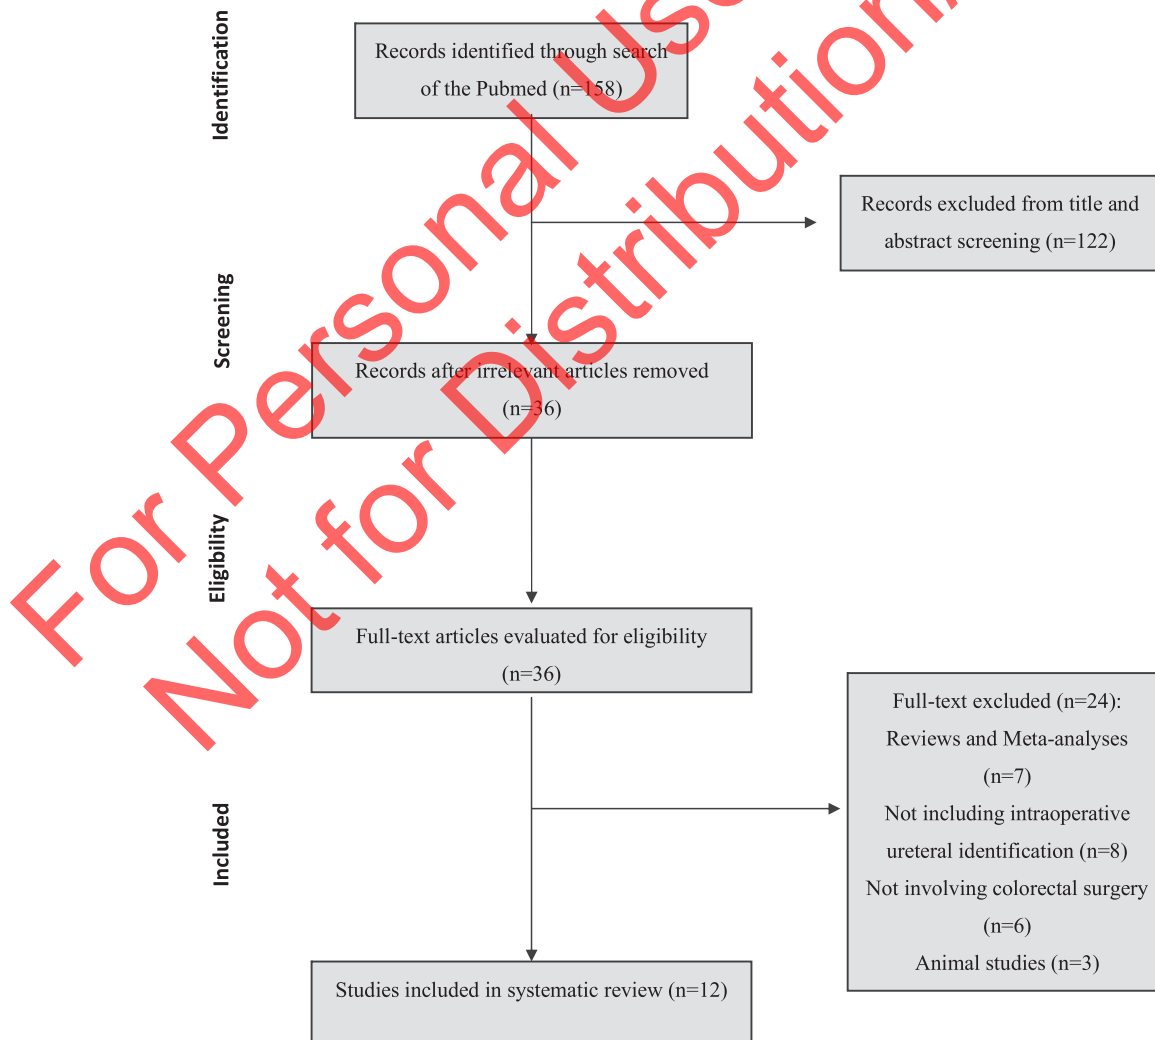 Identification
Records identified through search
of the Pubmed (n=158)
Records excluded from title and
abstract screening (n=122)
Screening
Records after irrelevant articles removed
(n=36)
Eligibility
Full-text articles evaluated for eligibility
(n=36)
Full-text excluded (n=24):
Reviews and Meta-analyses
(n=7)
Not including intraoperative
ureteral identification (n=8)
Not involving colorectal surgery
(n=6)
Animal studies (n=3)
Included
Studies included in systematic review (n=12)
For Personal Us
Not for Distribution